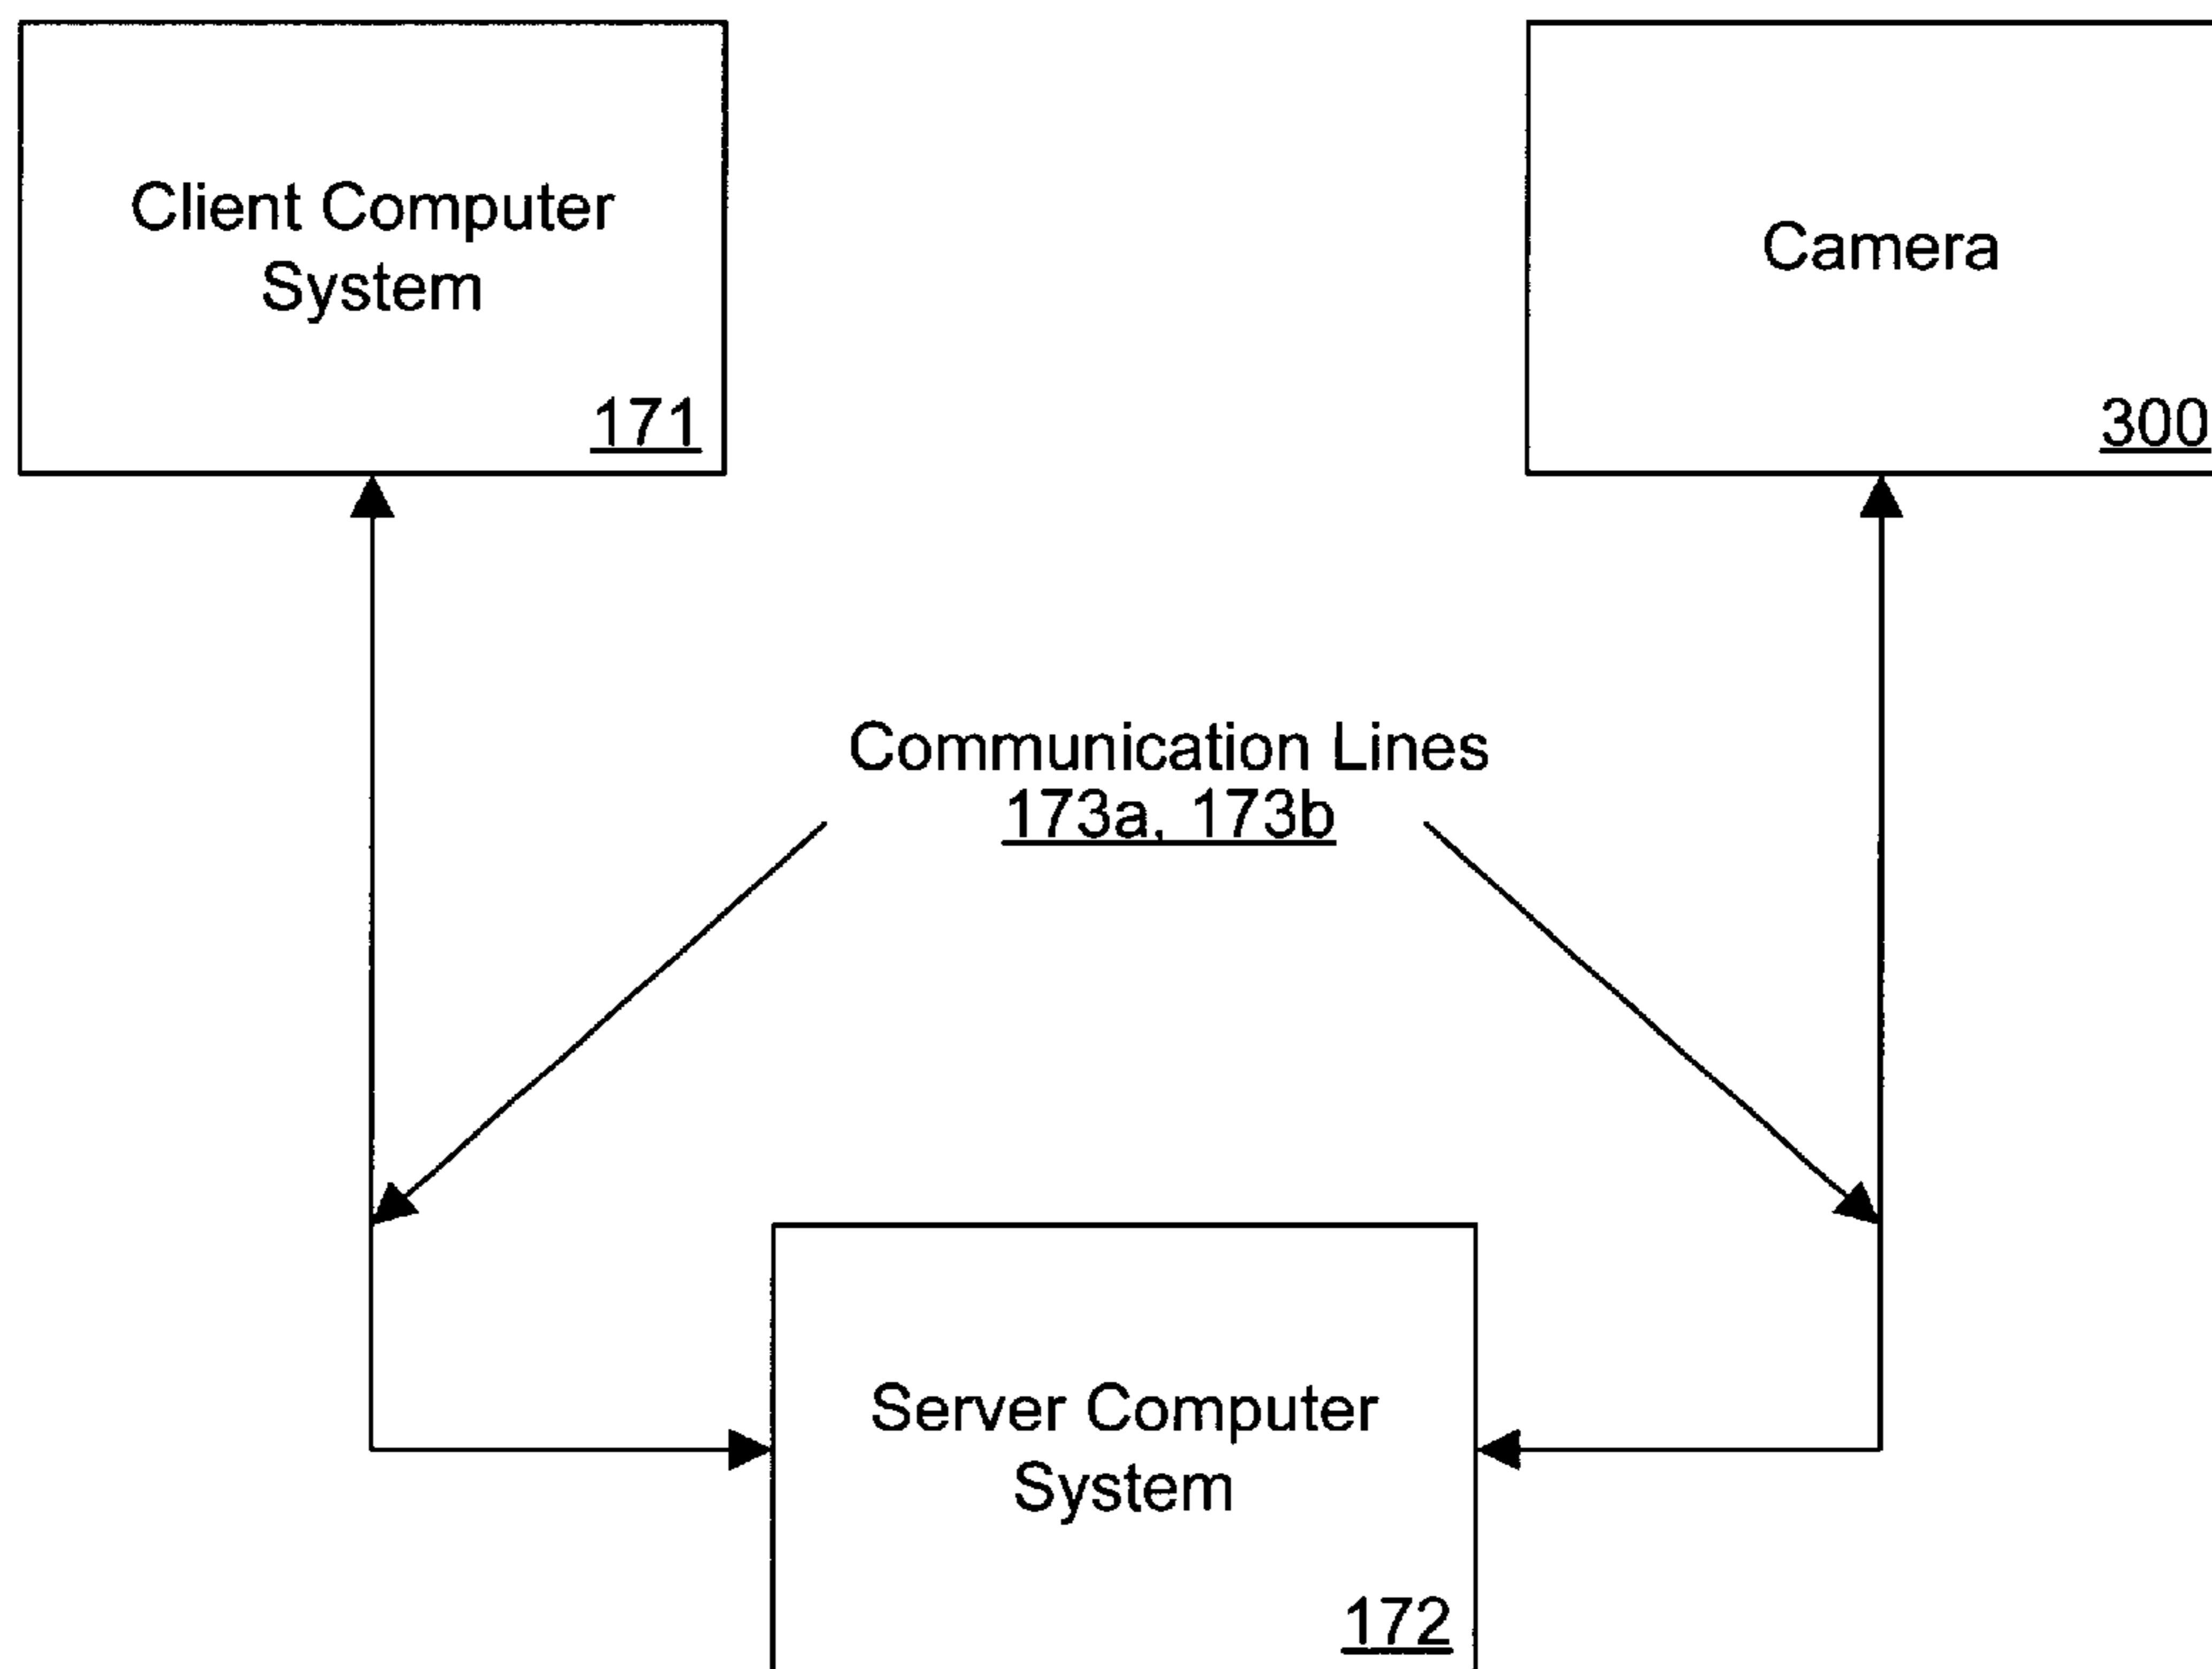 Client Computer
System
171
Camera
300
Communication Lines
173a, 173b
Server Computer
System
172